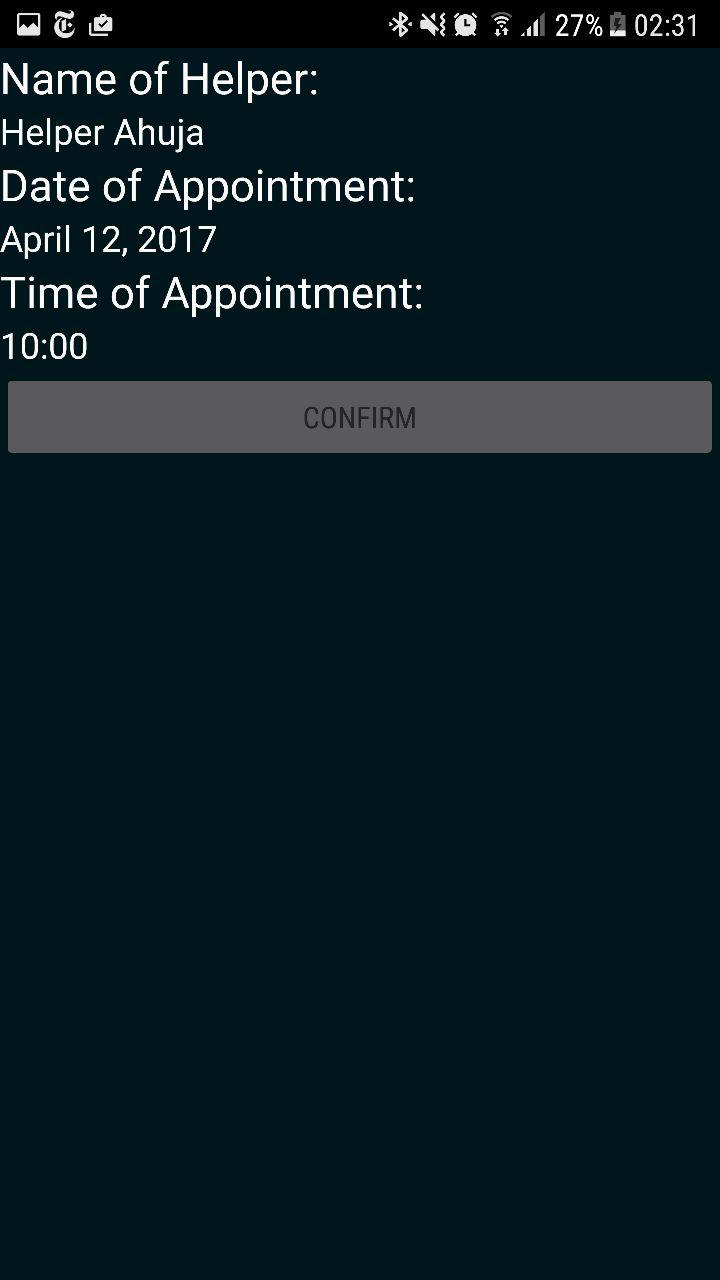 27% 02:31
Name of Helper:
Helper Ahuja
Date of Appointment:
April 12, 2017
Time of Appointment:
10:00
CONFIRM